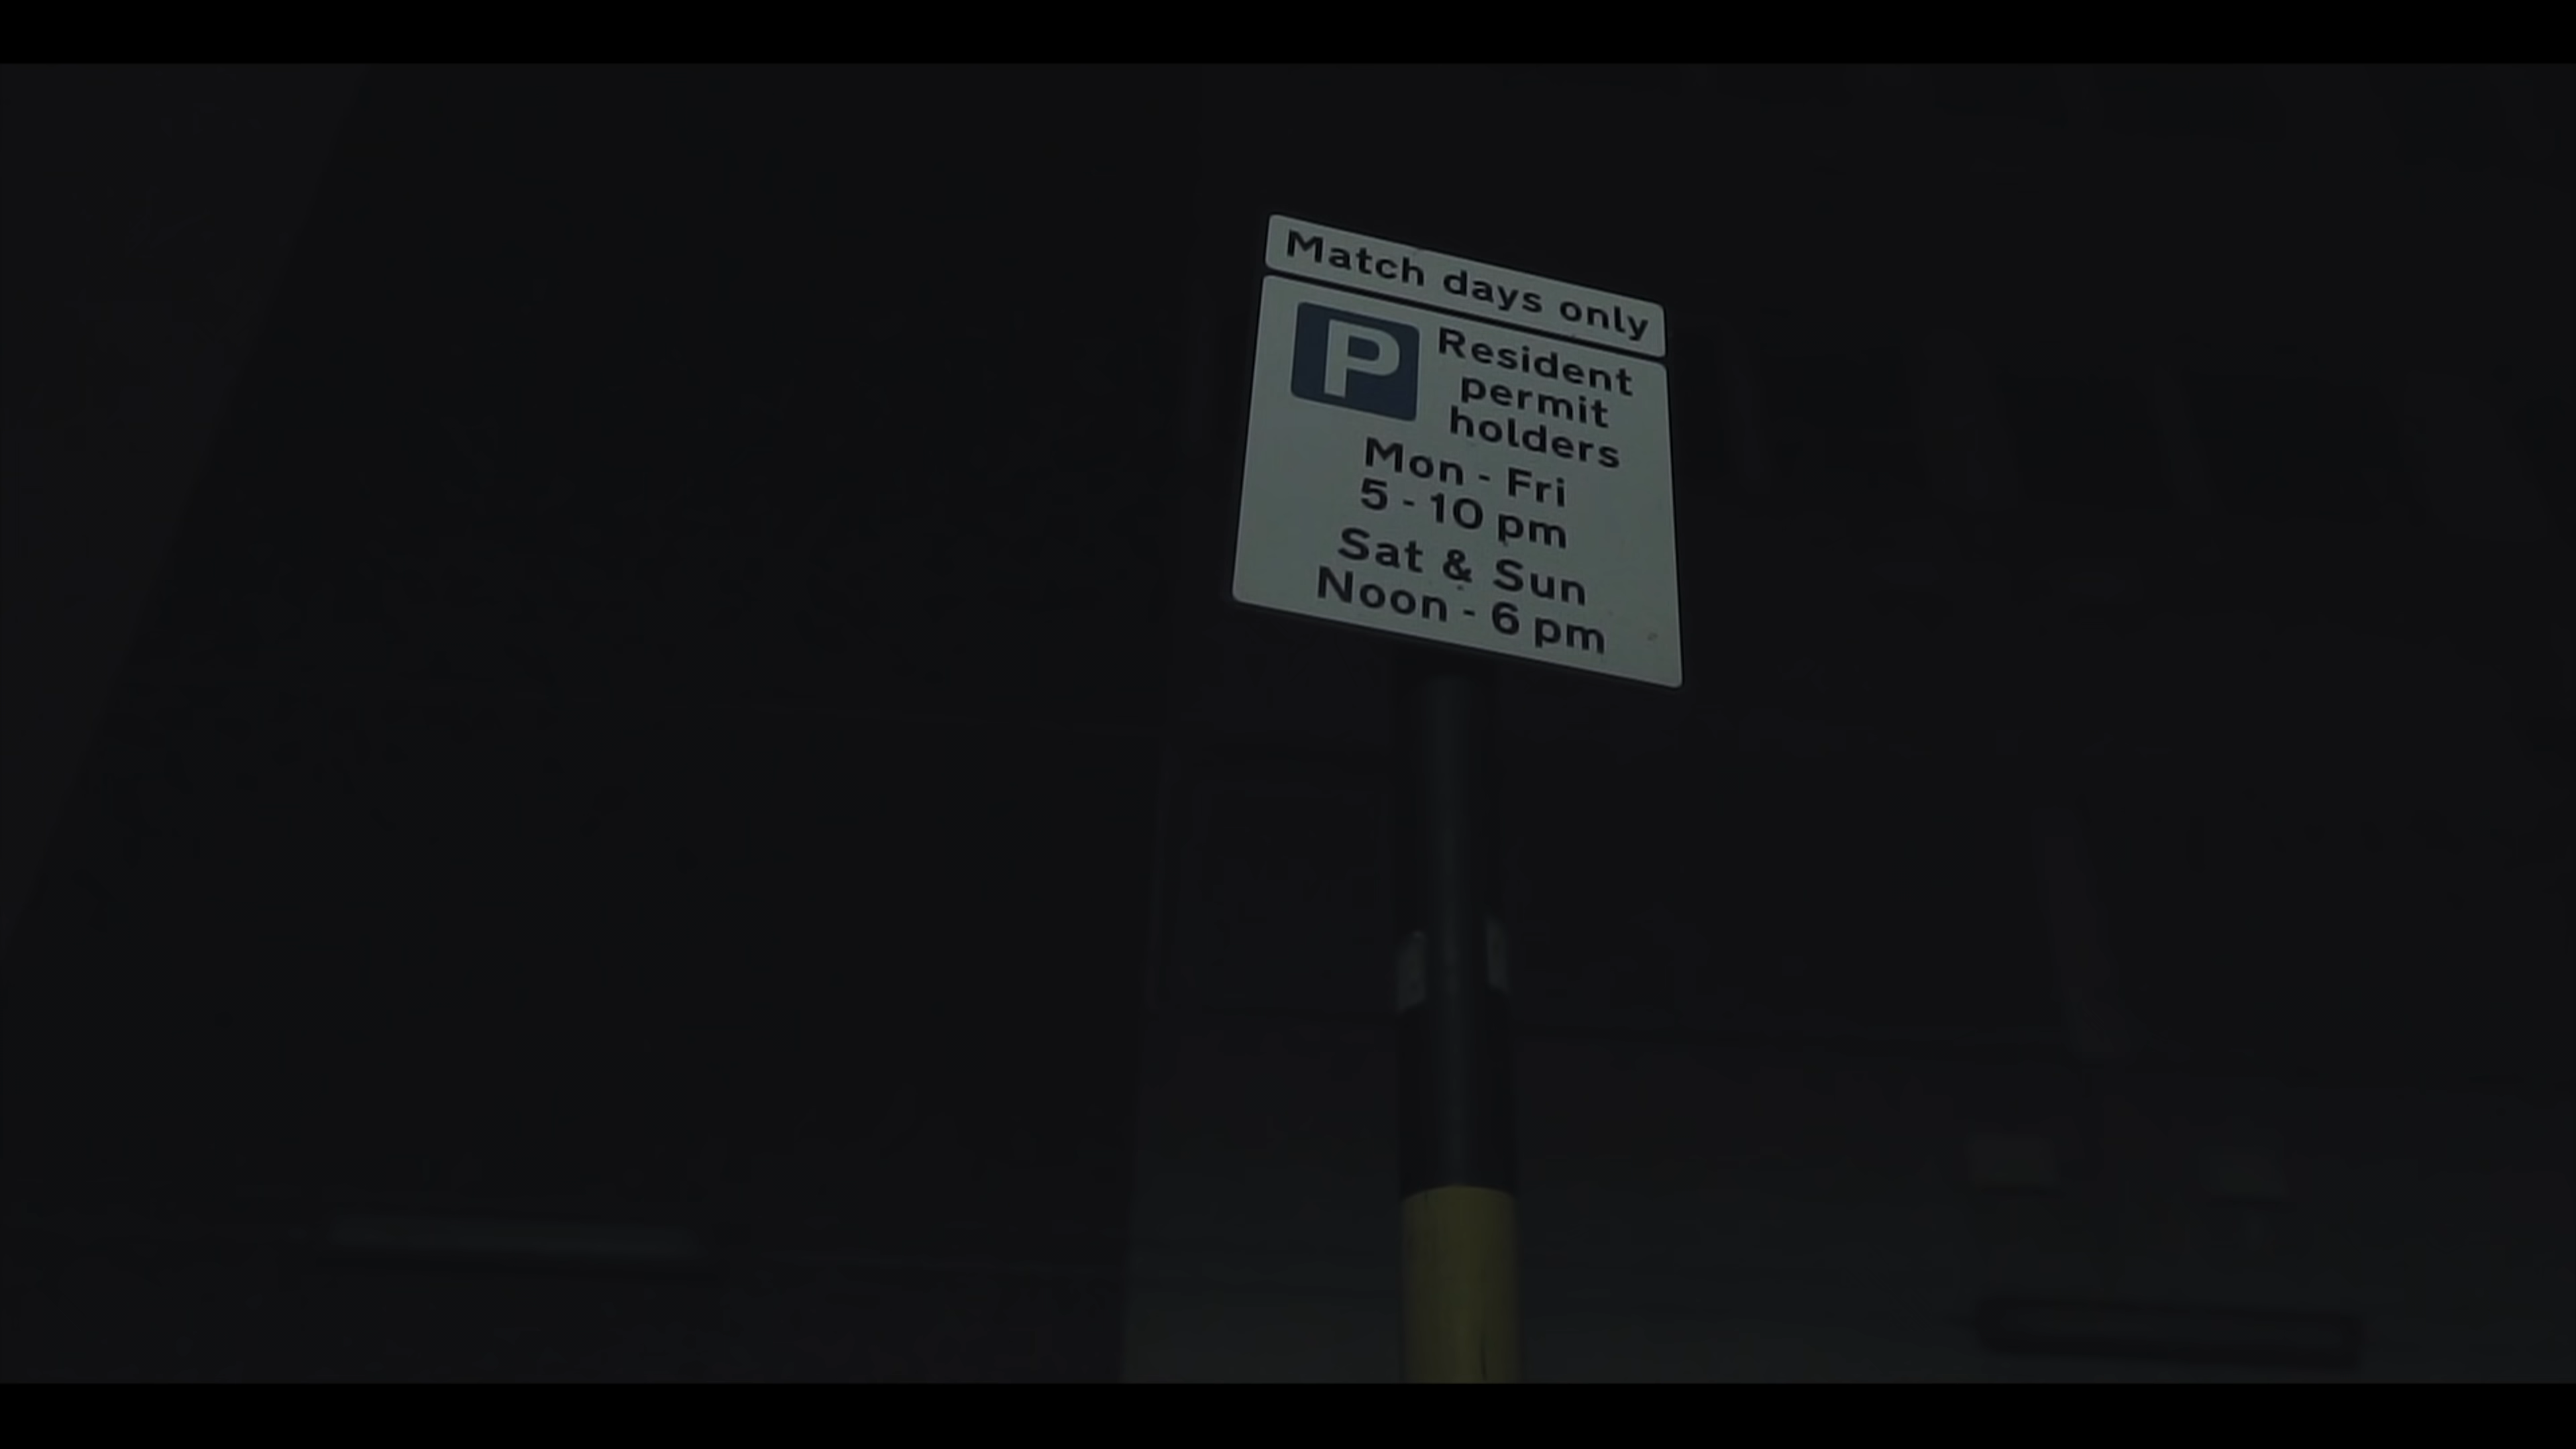 Match days only
P
Resident
permit
holders
Mon - Fri
5 - 10 pm
Sat & Sun
Noon - 6 pm